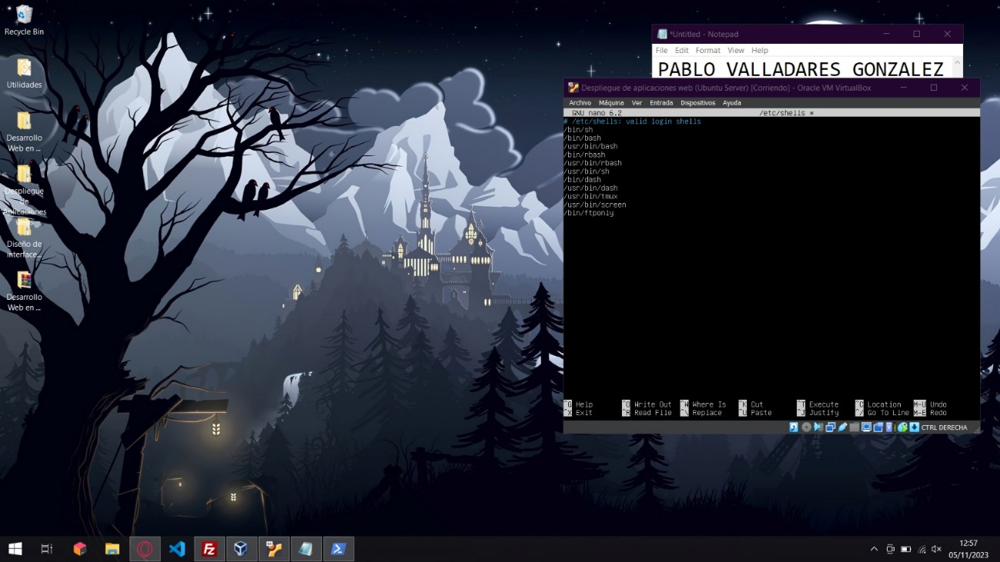 Recycle Bin
Utilidades
Desarrollo
Web en ...
Despliegue
de
Aplicaciones
Diseño de
interface...
Desarrollo
Web en ...
*Untitled - Notepad
File Edit Format View Help
PABLO VALLADARES GONZALEZ
Despliegue de aplicaciones web (Ubuntu Server) [Corriendo] - Oracle VM VirtualBox
Archivo Máquina Ver Entrada Dispositivos Ayuda
GNU nano 6.2 /etc/shells *
# /etc/shells: valid login shells
/bin/sh
/bin/bash
/usr/bin/bash
/bin/rbash
/usr/bin/rbash
/usr/bin/sh
/bin/dash
/usr/bin/dash
/usr/bin/tmux
/usr/bin/screen
/bin/ftponly
^G Help ^O Write Out ^W Where Is ^K Cut ^T Execute ^C Location M-U Undo
^X Exit ^R Read File ^\ Replace ^U Paste ^J Justify ^/ Go To Line M-E Redo
CTRL DERECHA
12:57
05/11/2023